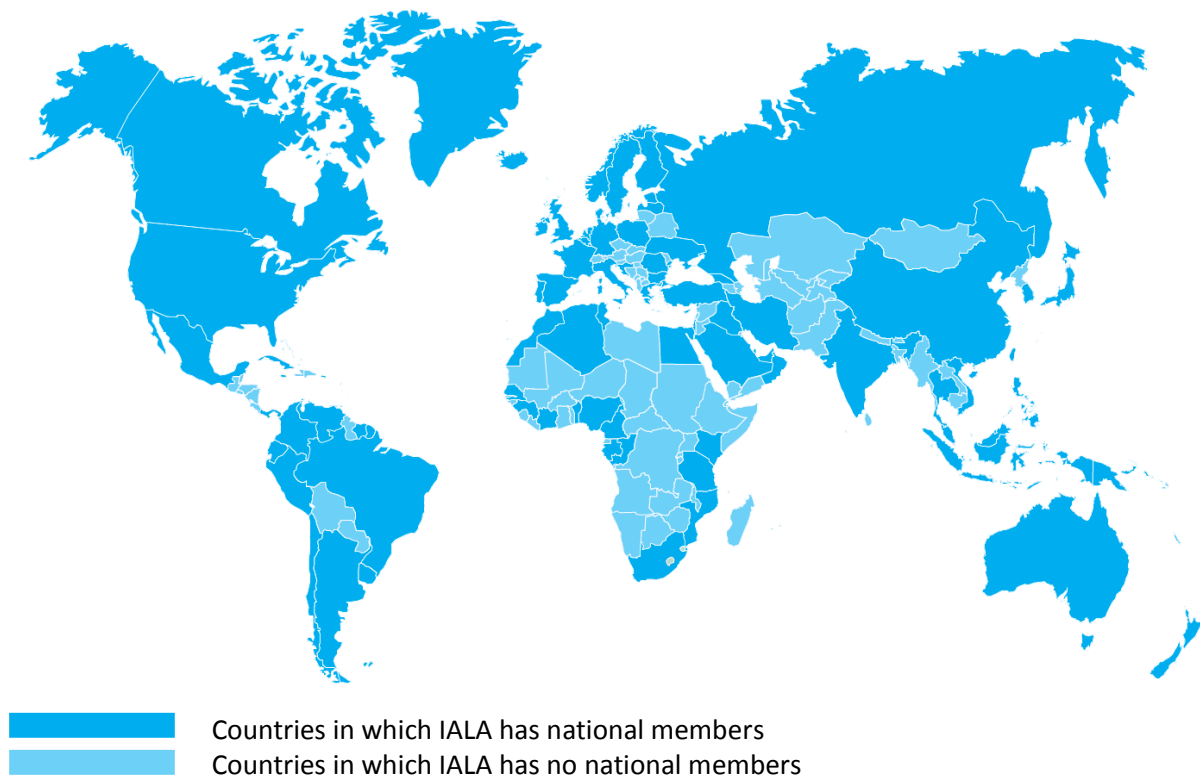 Countries in which IALA has national members
Countries in which IALA has no national members